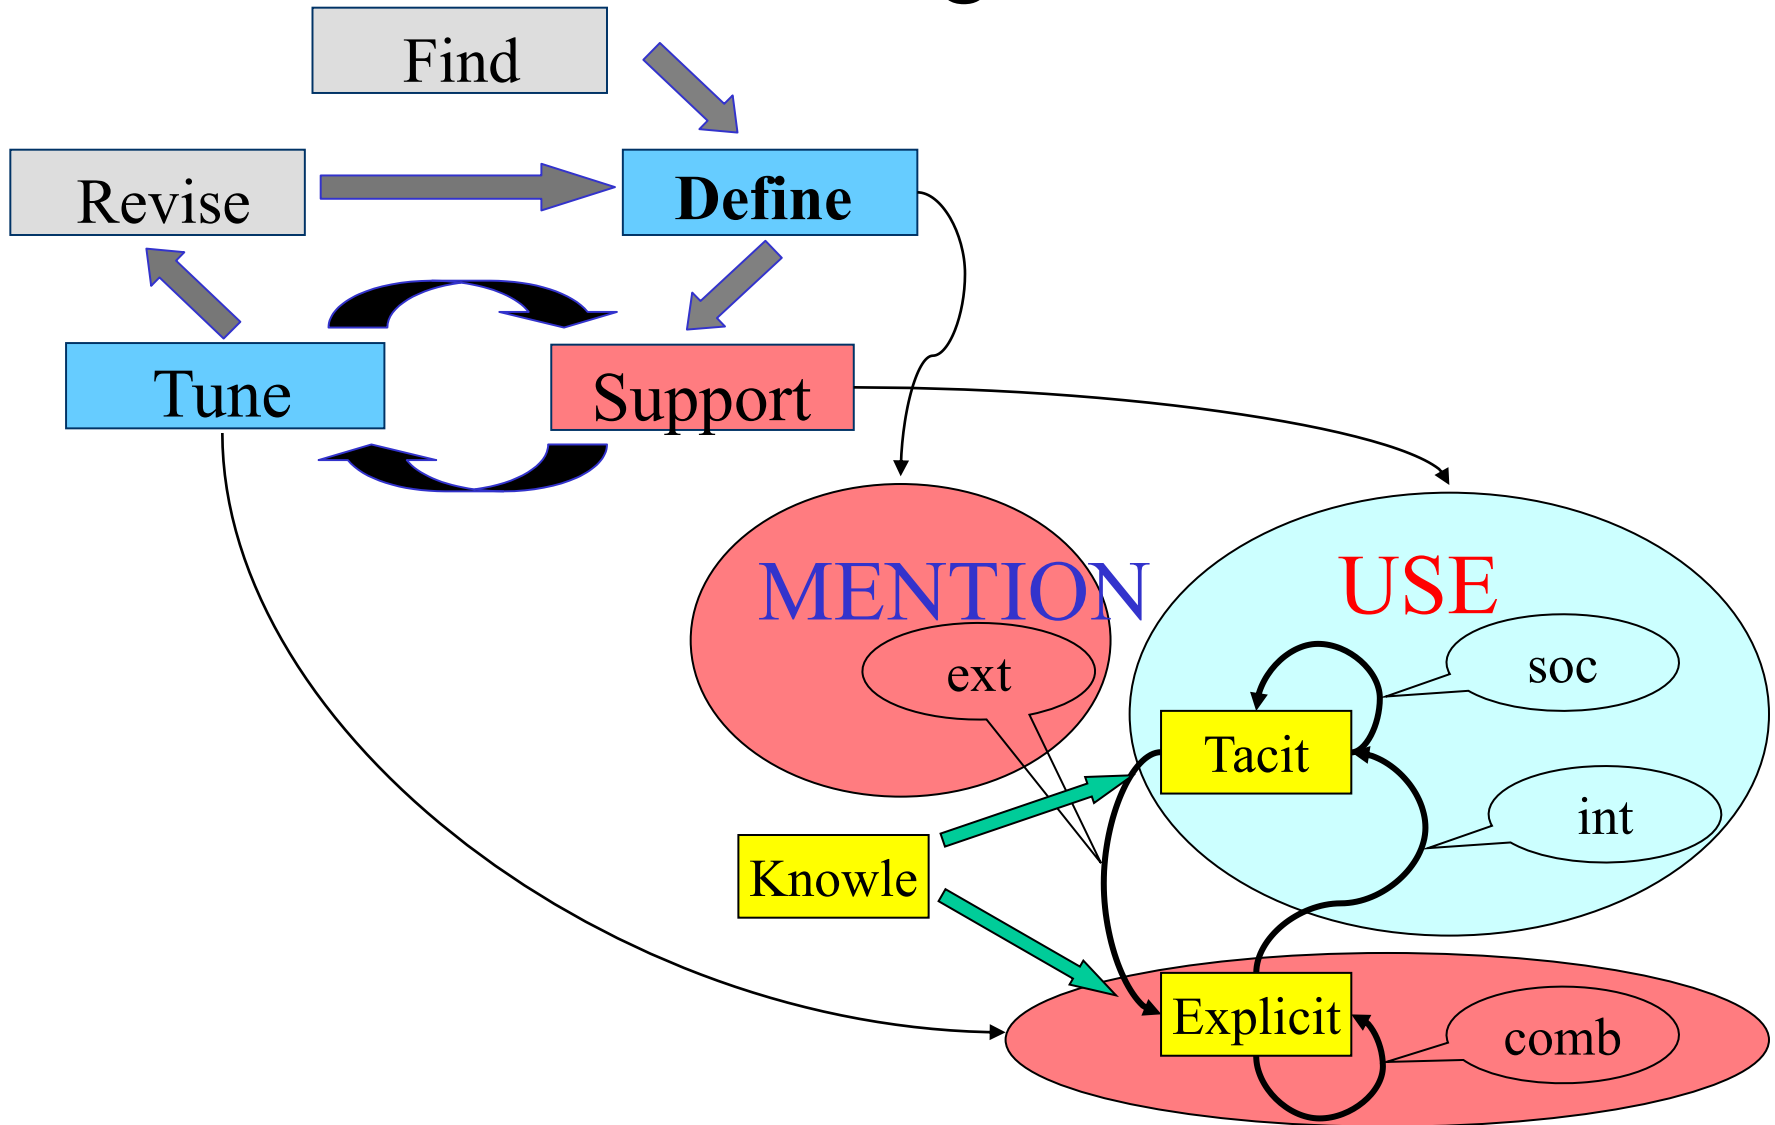 Find
Revise
Define
Tune
Support
MENTION
USE
ext
soc
Tacit
int
Knowle
Explicit
comb